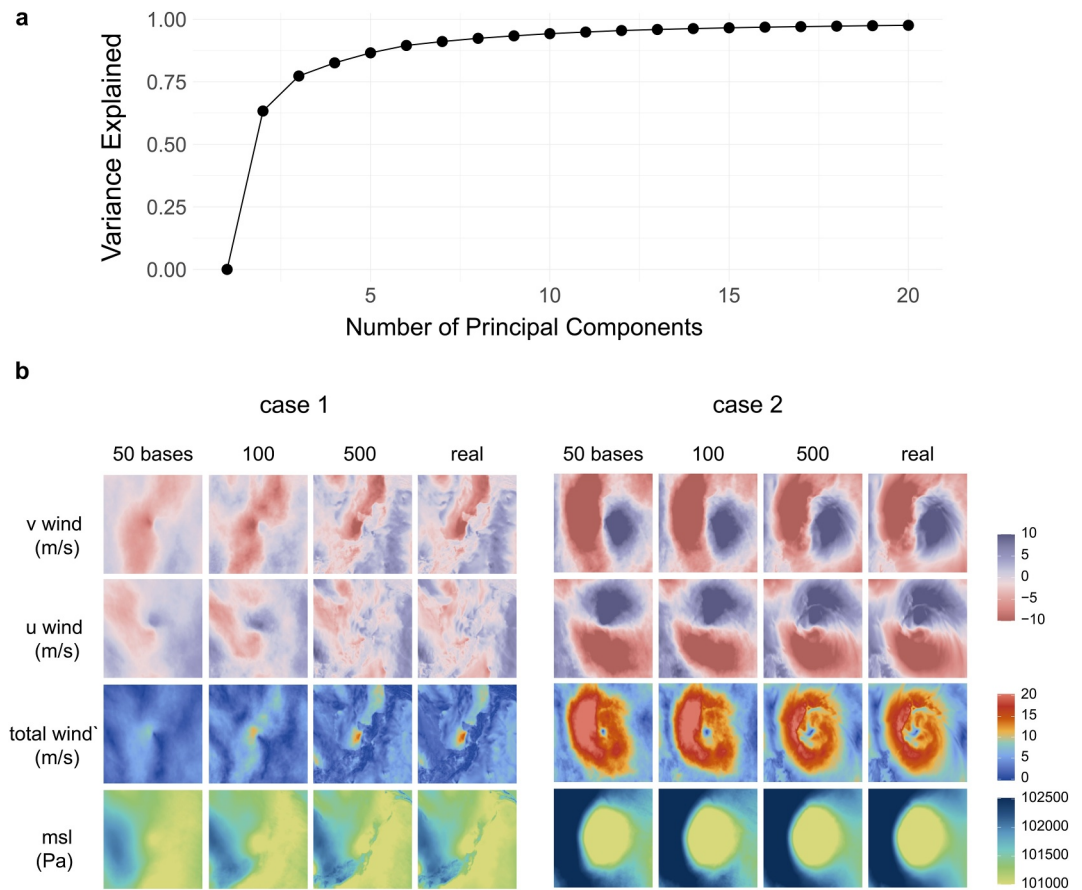 a
1.00
0.75
0.50
0.25
0.00
Variance Explained
5 10 15 20
Number of Principal Components
b
case 1 case 2
50 bases 100 500 real 50 bases 100 500 real
v wind
(m/s)
10
5
0
−5
−10
u wind
(m/s)
total wind`
(m/s)
20
15
10
5
0
msl
(Pa)
102500
102000
101500
101000